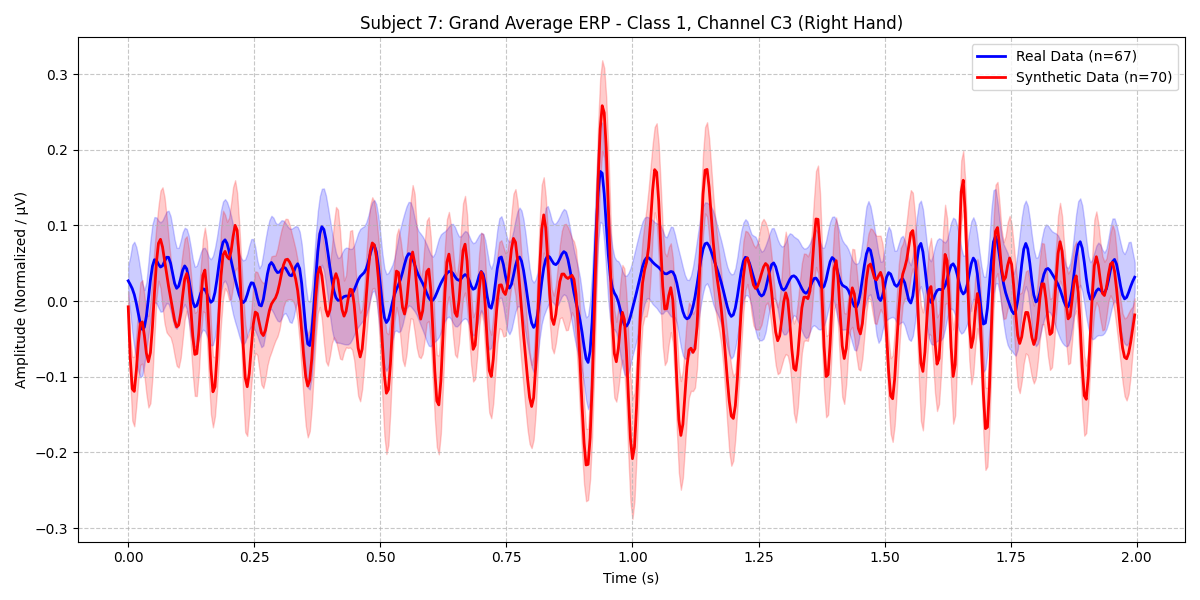 Subject 7: Grand Average ERP - Class 1, Channel C3 (Right Hand)
Real Data (n=67)
Synthetic Data (n=70)
Amplitude (Normalized / μV)
0.3
0.2
0.1
0.0
−0.1
−0.2
−0.3
0.00 0.25 0.50 0.75 1.00 1.25 1.50 1.75 2.00
Time (s)